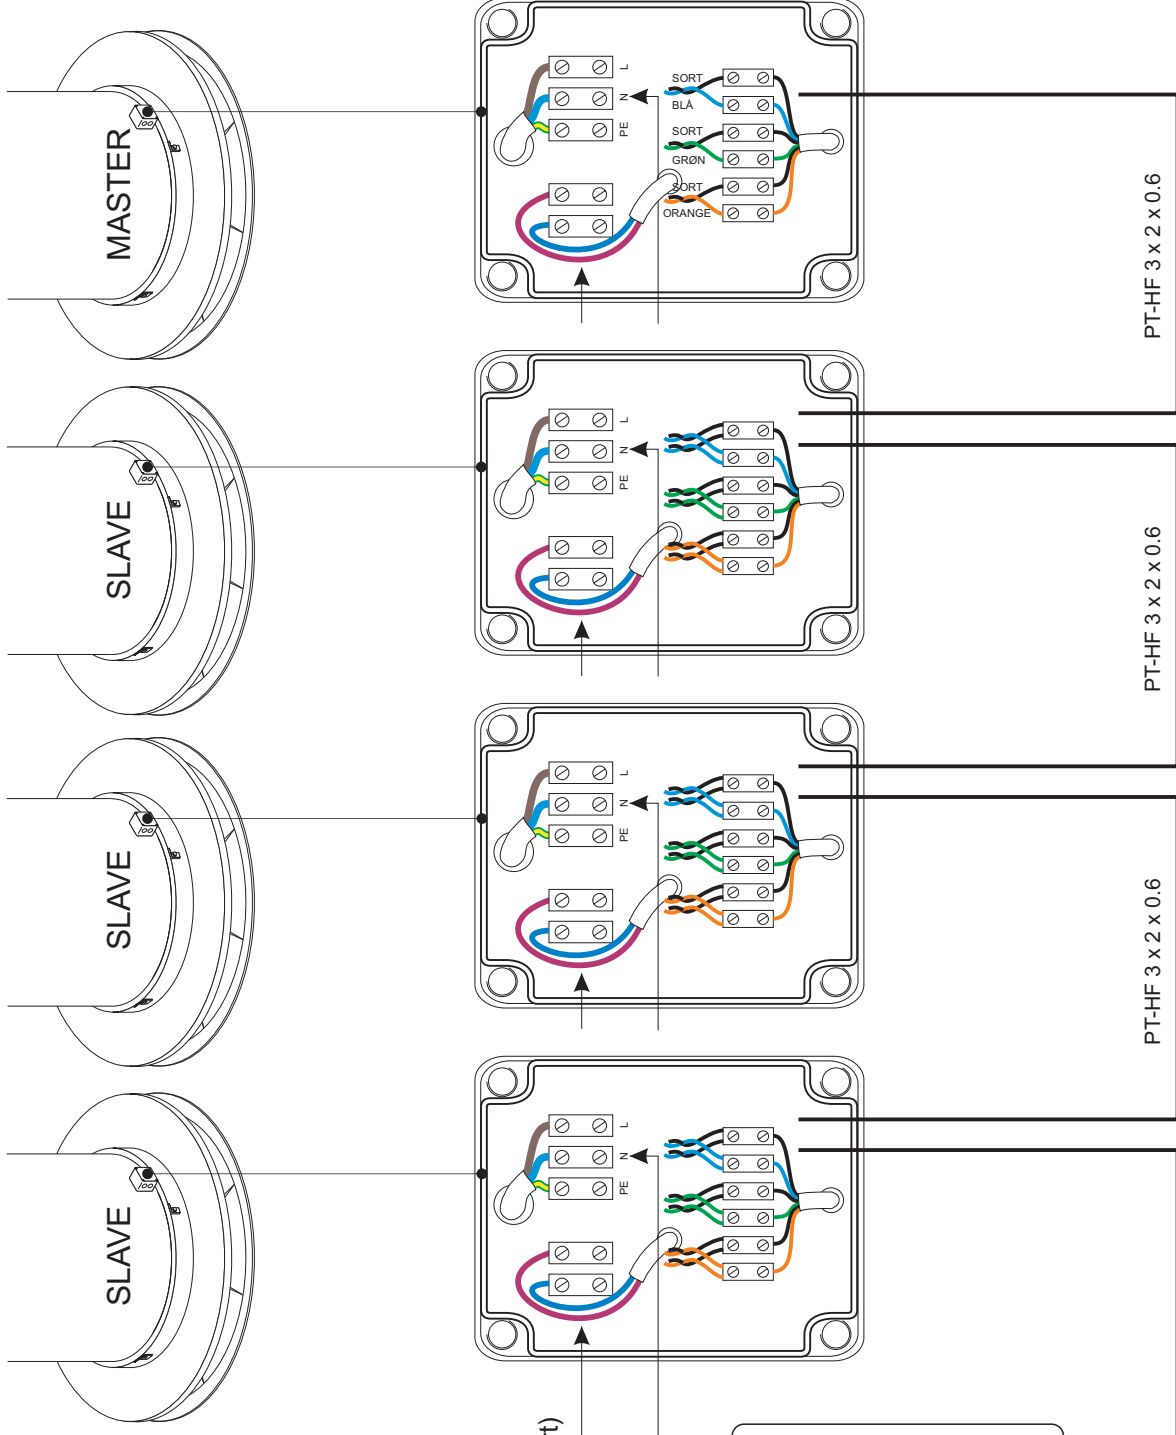 MASTER
L
N
PE
SORT
BLÅ
SORT
GRØN
SORT
ORANGE
PT-HF 3 x 2 x 0.6
SLAVE
L
N
PE
PT-HF 3 x 2 x 0.6
SLAVE
L
N
PE
PT-HF 3 x 2 x 0.6
SLAVE
L
N
PE